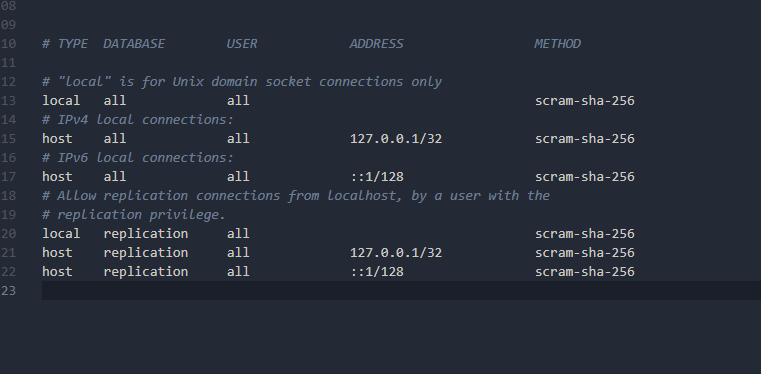 08
09
10 # TYPE  DATABASE        USER            ADDRESS                 METHOD
11
12 # "local" is for Unix domain socket connections only
13 local   all             all                                     scram-sha-256
14 # IPv4 local connections:
15 host    all             all             127.0.0.1/32            scram-sha-256
16 # IPv6 local connections:
17 host    all             all             ::1/128                 scram-sha-256
18 # Allow replication connections from localhost, by a user with the
19 # replication privilege.
20 local   replication     all                                     scram-sha-256
21 host    replication     all             127.0.0.1/32            scram-sha-256
22 host    replication     all             ::1/128                 scram-sha-256
23